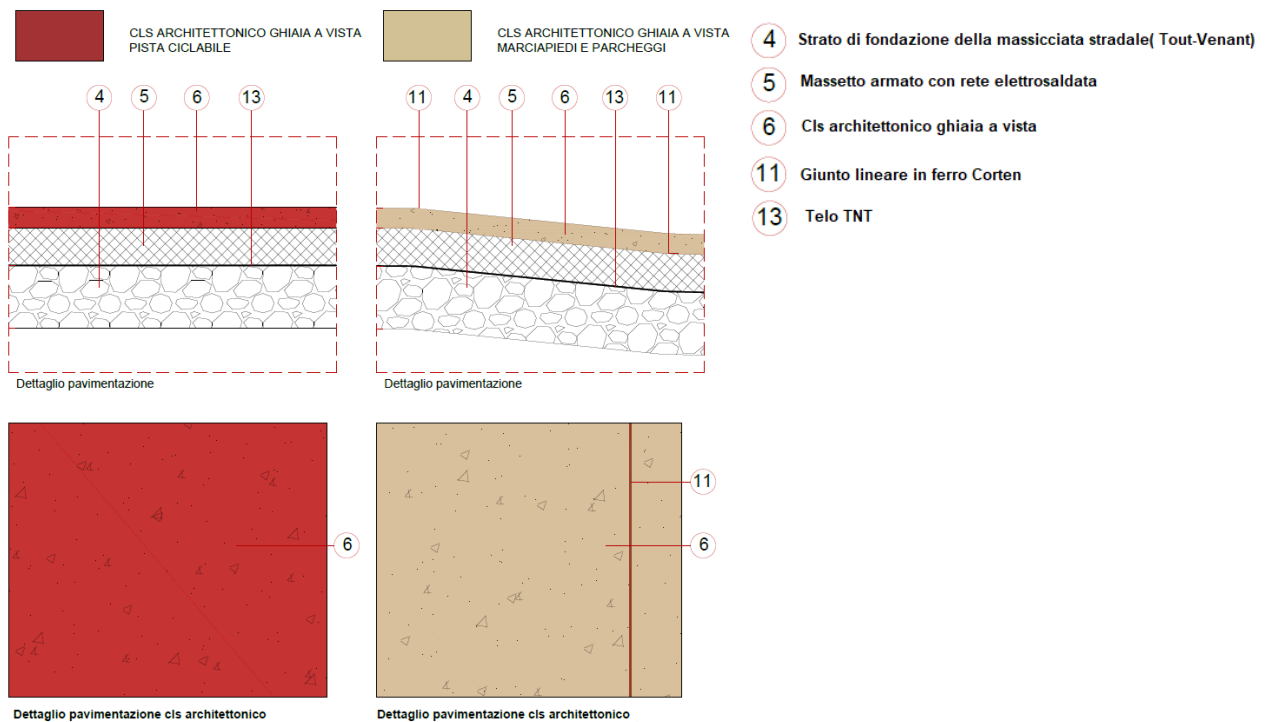 CLS ARCHITETTONICO GHIAIA A VISTA
PISTA CICLABILE
CLS ARCHITETTONICO GHIAIA A VISTA
MARCIAPIEDI E PARCHEGGI
4 Strato di fondazione della massicciata stradale( Tout-Venant)
5 Massetto armato con rete elettrosaldata
6 Cls architettonico ghiaia a vista
11 Giunto lineare in ferro Corten
13 Telo TNT
4 5 6 13
11 4 5 6 13 11
Dettaglio pavimentazione
Dettaglio pavimentazione
6
11
6
Dettaglio pavimentazione cls architettonico
Dettaglio pavimentazione cls architettonico